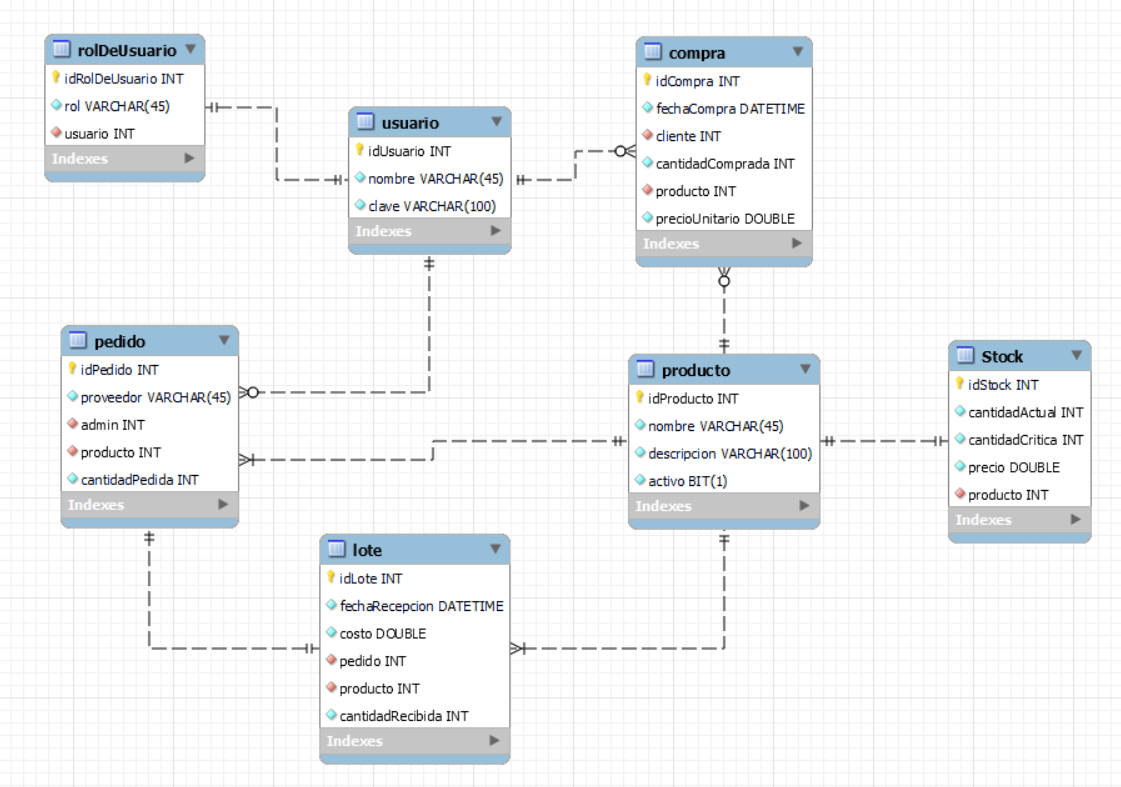 rolDeUsuario
idRolDeUsuario INT
rol VARCHAR(45)
usuario INT
Indexes
usuario
idUsuario INT
nombre VARCHAR(45)
clave VARCHAR(100)
Indexes
compra
idCompra INT
fechaCompra DATETIME
cliente INT
cantidadComprada INT
producto INT
precioUnitario DOUBLE
Indexes
pedido
idPedido INT
proveedor VARCHAR(45)
admin INT
producto INT
cantidadPedida INT
Indexes
producto
idProducto INT
nombre VARCHAR(45)
descripcion VARCHAR(100)
activo BIT(1)
Indexes
Stock
idStock INT
cantidadActual INT
cantidadCritica INT
precio DOUBLE
producto INT
Indexes
lote
idLote INT
fechaRecepcion DATETIME
costo DOUBLE
pedido INT
producto INT
cantidadRecibida INT
Indexes